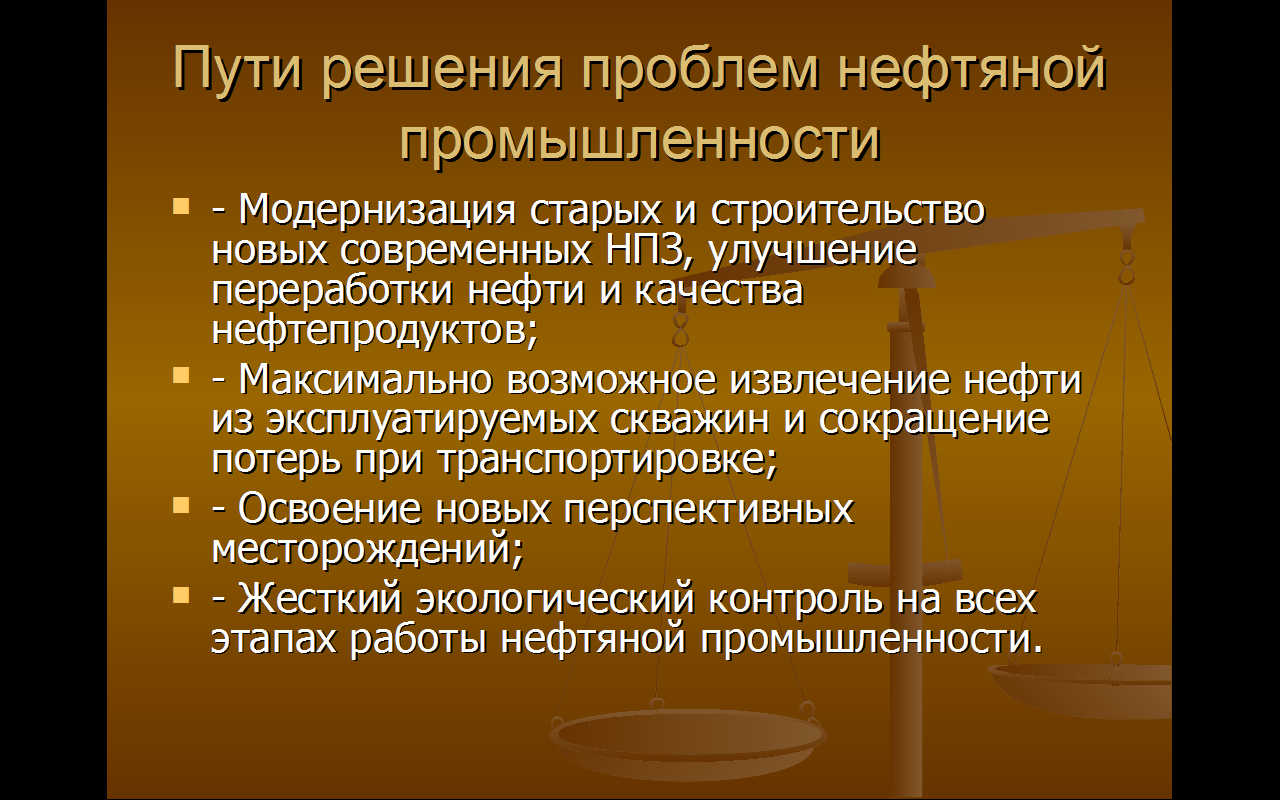 Пути решения проблем нефтяной
промышленности
- Модернизация старых и строительство
новых современных НПЗ, улучшение
переработки нефти и качества
нефтепродуктов;
- Максимально возможное извлечение нефти
из эксплуатируемых скважин и сокращение
потерь при транспортировке;
- Освоение новых перспективных
месторождений;
- Жесткий экологический контроль на всех
этапах работы нефтяной промышленности.